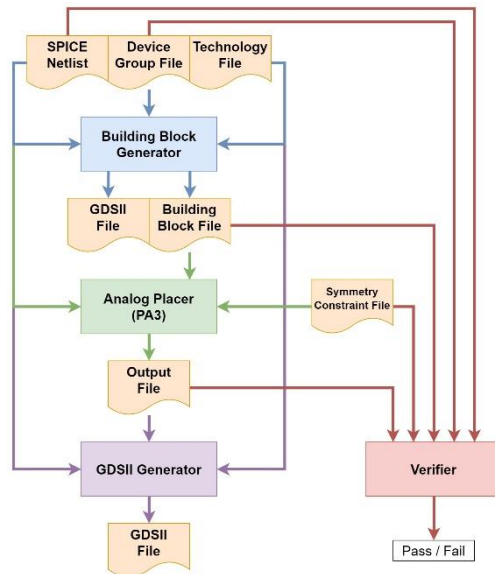 SPICE
Netlist
Device
Group File
Technology
File
Building Block
Generator
GDSII
File
Building
Block File
Analog Placer
(PA3)
Symmetry
Constraint File
Output
File
GDSII Generator
Verifier
GDSII
File
Pass / Fail